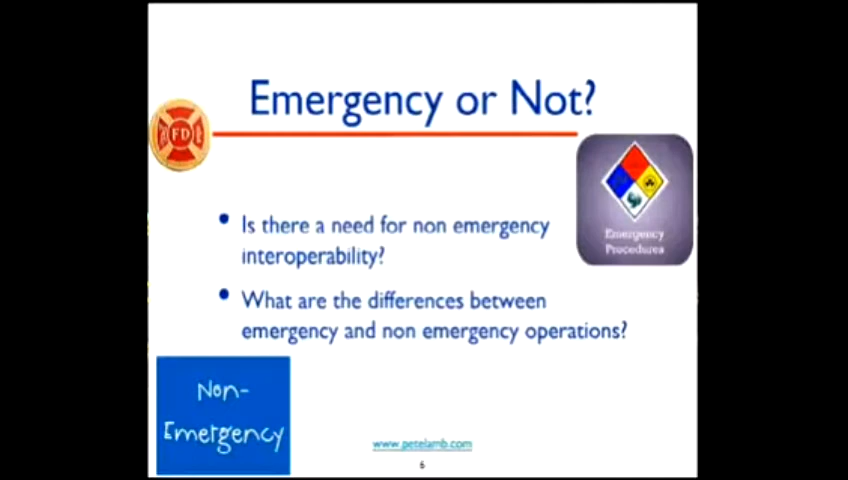 Emergency or Not?
FD
Emergency
Procedures
• Is there a need for non emergency
interoperability?
• What are the differences between
emergency and non emergency operations?
Non-
Emergency
www.petelamb.com
6